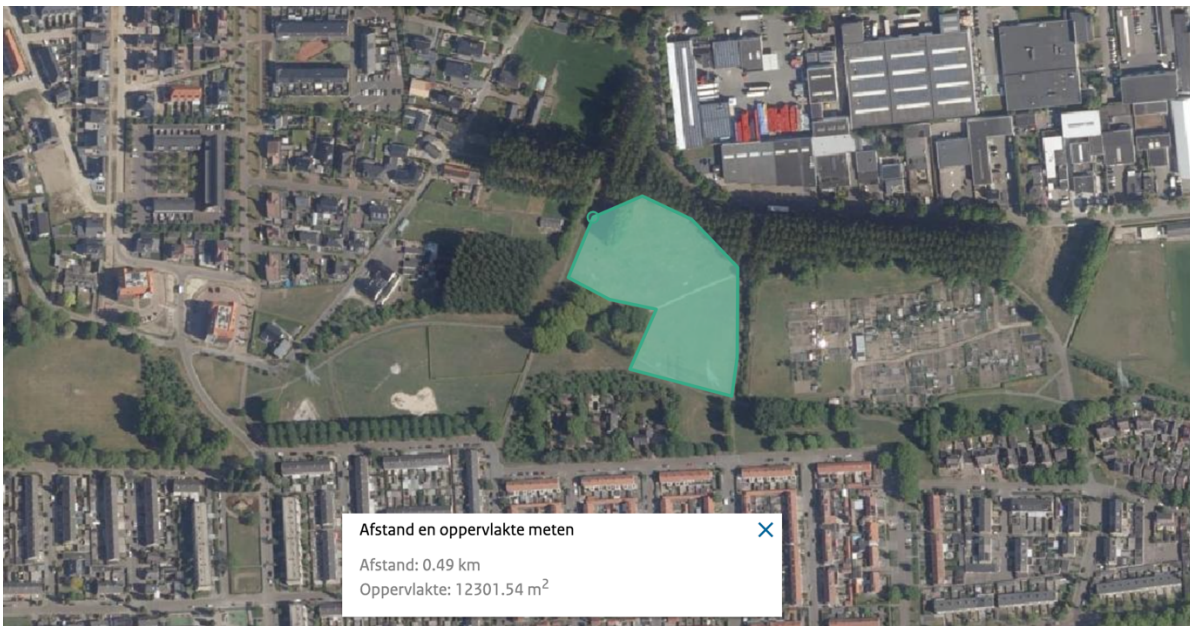 Afstand en oppervlakte meten
Afstand: 0.49 km
Oppervlakte: 12301.54 m²